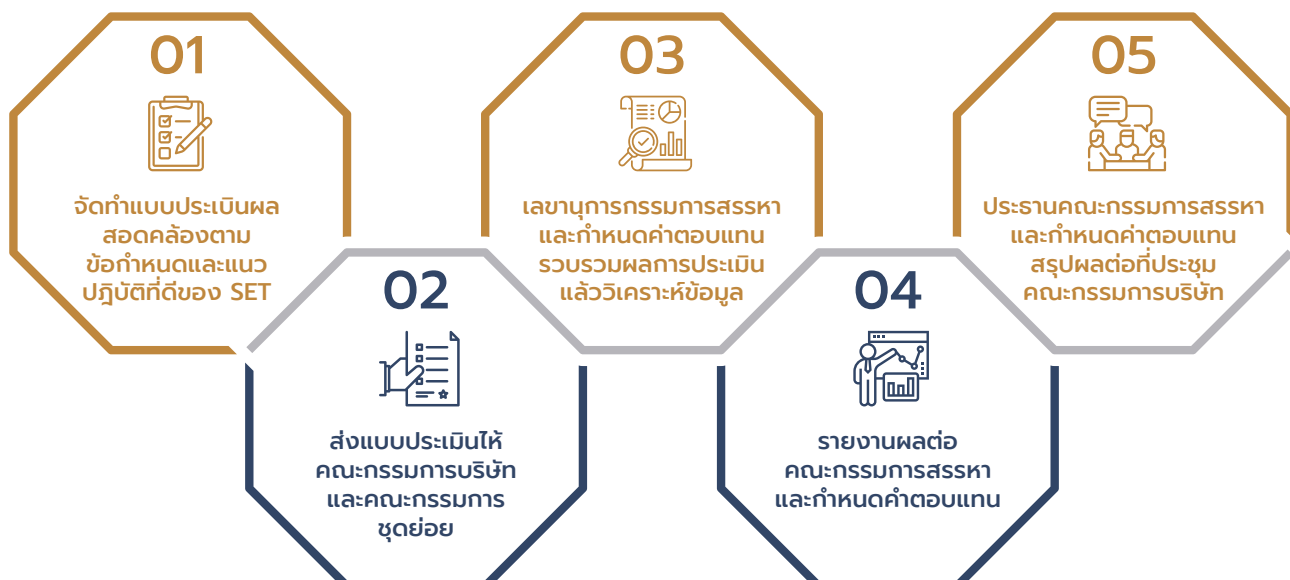 01
จัดทำแบบประเบินผล
สอดคล้องตาม
ข้อกำหนดและแนว
ปฎิบัติที่ดีของ SET
02
ส่งแบบประเมินไห้
คณะกรรมการบริษัท
และคณะกรรมการ
ชุดย่อย
03
เลขานุการกรรมการสรรหา
และกำหนดค่าตอบแทน
รวบรวมผลการประเมิน
แล้ววิเคราะห์ข้อมูล
04
รายงานผลต่อ
คณะกรรมการสรรหา
และกำหนดคำตอบแทน
05
ประธานคณะกรรมการสรรหา
และกำหนดค่าตอบแทน
สรุปผลต่อที่ประชุม
คณะกรรมการบริษัท